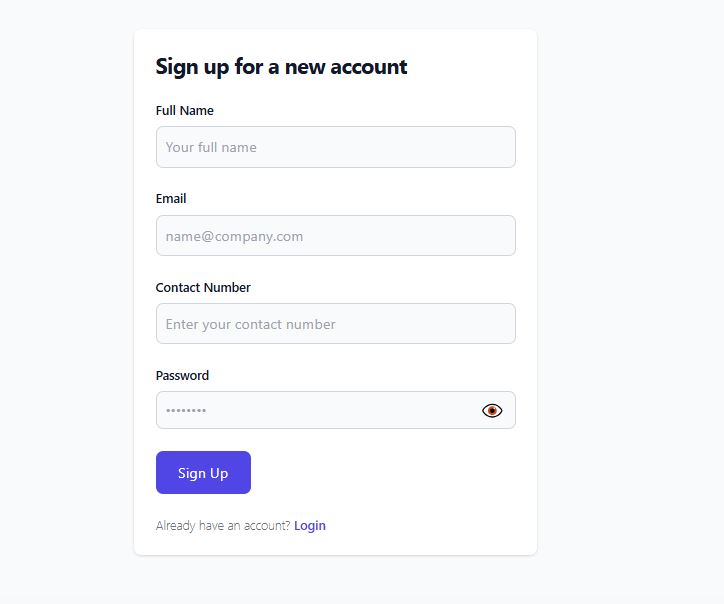 Sign up for a new account
Full Name
Your full name
Email
name@company.com
Contact Number
Enter your contact number
Password
••••••••
Sign Up
Already have an account? Login